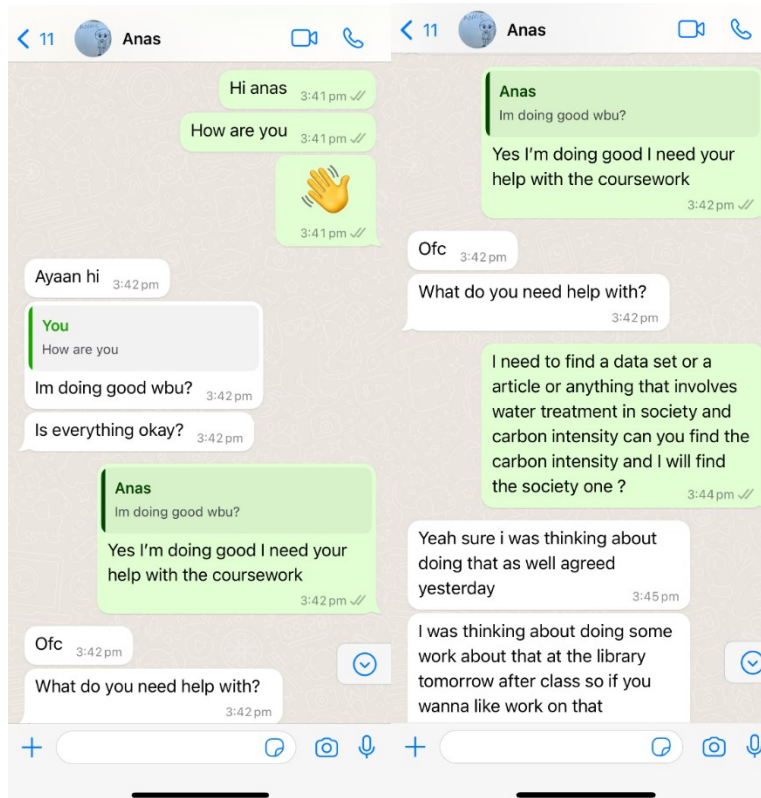 11
Anas
Hi anas 3:41 pm
How are you 3:41 pm
3:41 pm
Ayaan hi 3:42 pm
You
How are you
Im doing good wbu? 3:42 pm
Is everything okay? 3:42 pm
Anas
Im doing good wbu?
Yes I’m doing good I need your
help with the coursework
3:42 pm
Ofc 3:42 pm
What do you need help with?
3:42 pm
11
Anas
Anas
Im doing good wbu?
Yes I’m doing good I need your
help with the coursework
3:42 pm
Ofc 3:42 pm
What do you need help with?
3:42 pm
I need to find a data set or a
article or anything that involves
water treatment in society and
carbon intensity can you find the
carbon intensity and I will find
the society one ? 3:44 pm
Yeah sure i was thinking about
doing that as well agreed
yesterday 3:45 pm
I was thinking about doing some
work about that at the library
tomorrow after class so if you
wanna like work on that